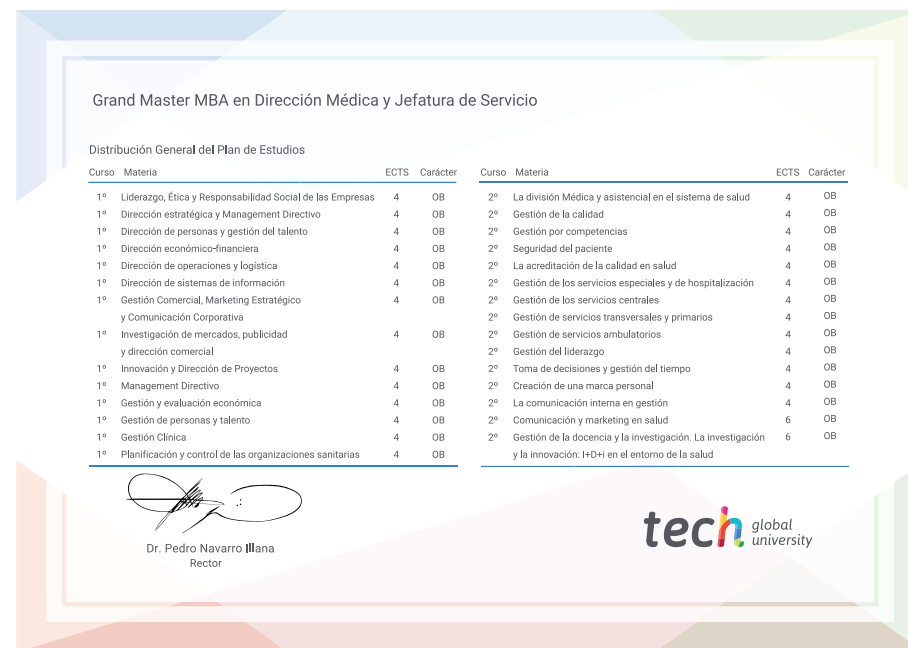 Grand Master MBA en Dirección Médica y Jefatura de Servicio
Distribución General del Plan de Estudios
Curso Materia ECTS Carácter
1º Liderazgo, Ética y Responsabilidad Social de las Empresas 4 OB
1º Dirección estratégica y Management Directivo 4 OB
1º Dirección de personas y gestión del talento 4 OB
1º Dirección económico-financiera 4 OB
1º Dirección de operaciones y logística 4 OB
1º Dirección de sistemas de información 4 OB
1º Gestión Comercial, Marketing Estratégico 4 OB
y Comunicación Corporativa
1º Investigación de mercados, publicidad 4 OB
y dirección comercial
1º Innovación y Dirección de Proyectos 4 OB
1º Management Directivo 4 OB
1º Gestión y evaluación económica 4 OB
1º Gestión de personas y talento 4 OB
1º Gestión Clínica 4 OB
1º Planificación y control de las organizaciones sanitarias 4 OB
Curso Materia ECTS Carácter
2º La división Médica y asistencial en el sistema de salud 4 OB
2º Gestión de la calidad 4 OB
2º Gestión por competencias 4 OB
2º Seguridad del paciente 4 OB
2º La acreditación de la calidad en salud 4 OB
2º Gestión de los servicios especiales y de hospitalización 4 OB
2º Gestión de los servicios centrales 4 OB
2º Gestión de servicios transversales y primarios 4 OB
2º Gestión de servicios ambulatorios 4 OB
2º Gestión del liderazgo 4 OB
2º Toma de decisiones y gestión del tiempo 4 OB
2º Creación de una marca personal 4 OB
2º La comunicación interna en gestión 4 OB
2º Comunicación y marketing en salud 6 OB
2º Gestión de la docencia y la investigación. La investigación 6 OB
y la innovación: I+D+i en el entorno de la salud
Dr. Pedro Navarro Illana
Rector
tech global
university